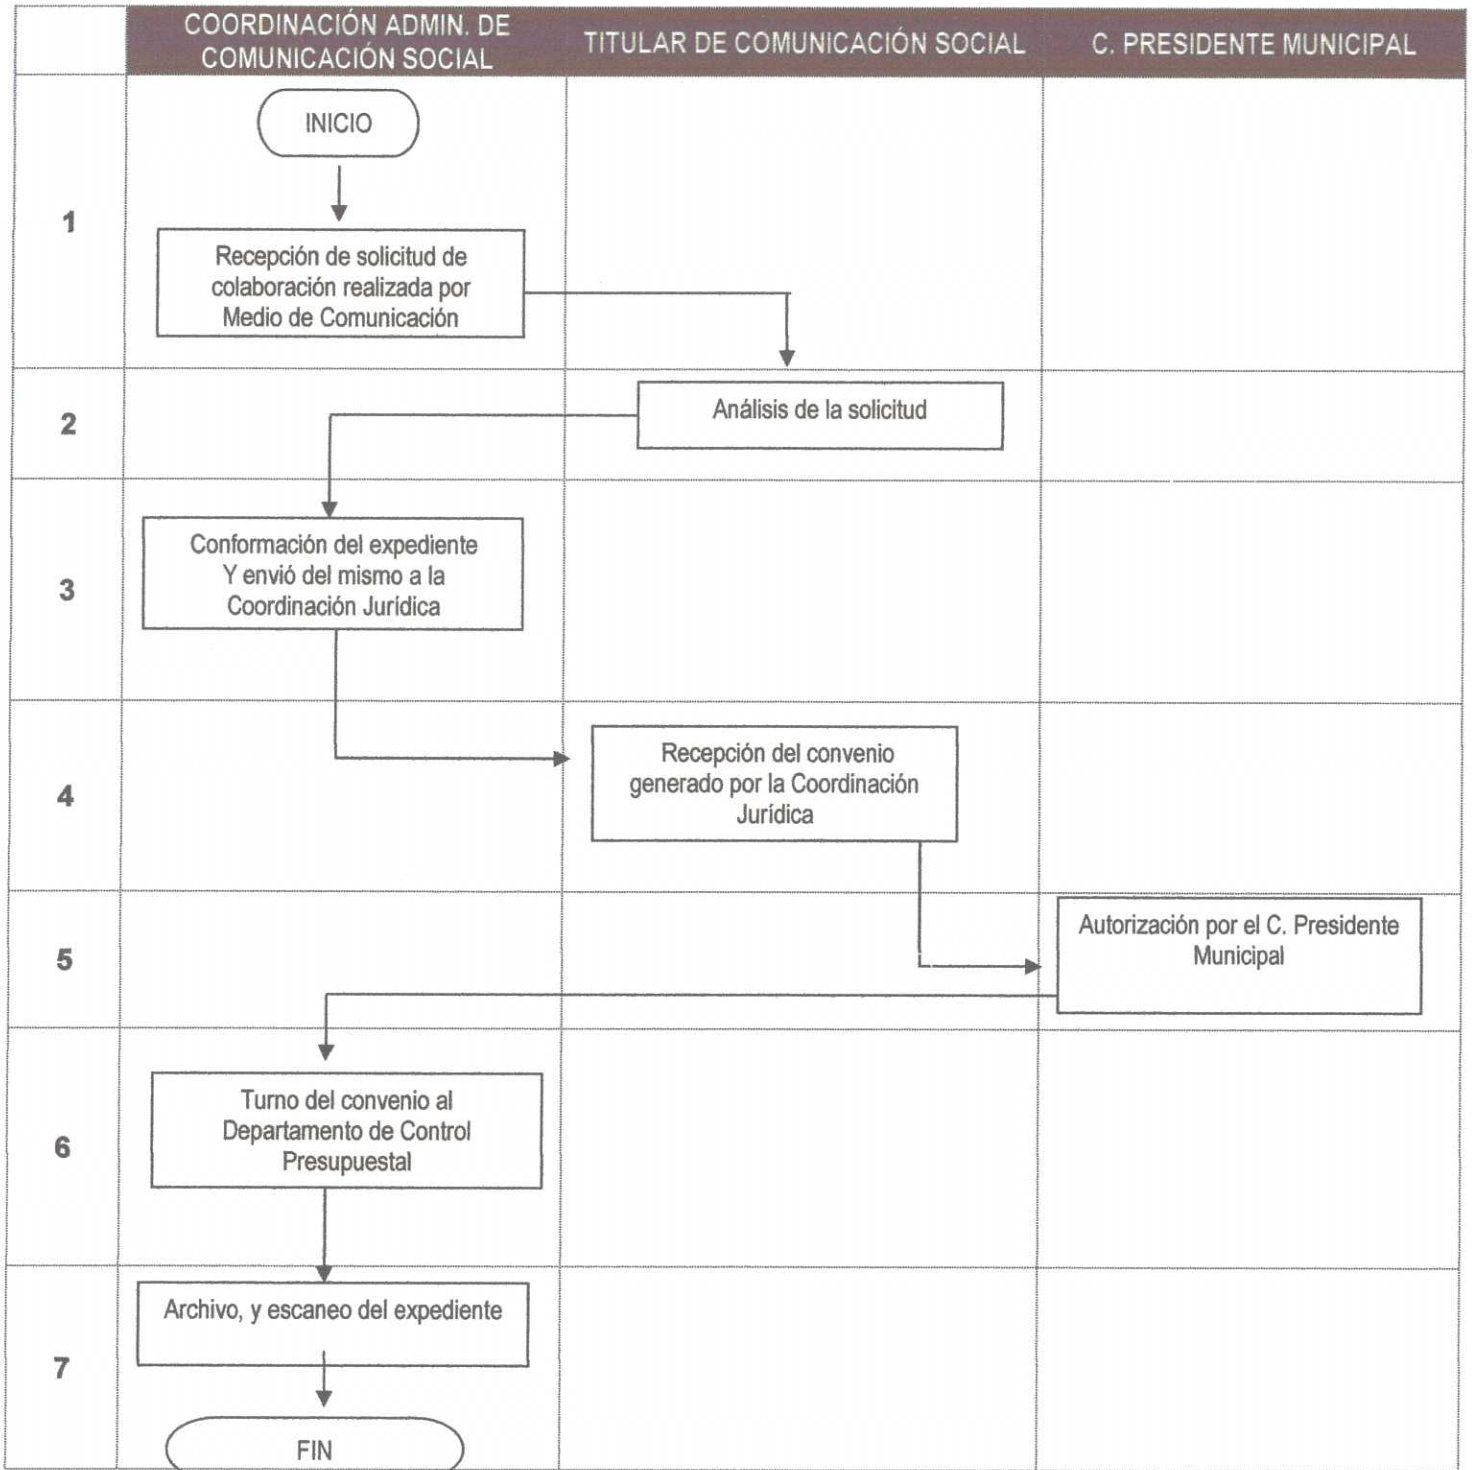 COORDINACIÓN ADMIN. DE
COMUNICACIÓN SOCIAL
TITULAR DE COMUNICACIÓN SOCIAL
C. PRESIDENTE MUNICIPAL
1
INICIO
Recepción de solicitud de
colaboración realizada por
Medio de Comunicación
2
Análisis de la solicitud
3
Conformación del expediente
Y envió del mismo a la
Coordinación Jurídica
4
Recepción del convenio
generado por la Coordinación
Jurídica
5
Autorización por el C. Presidente
Municipal
6
Turno del convenio al
Departamento de Control
Presupuestal
7
Archivo, y escaneo del expediente
FIN